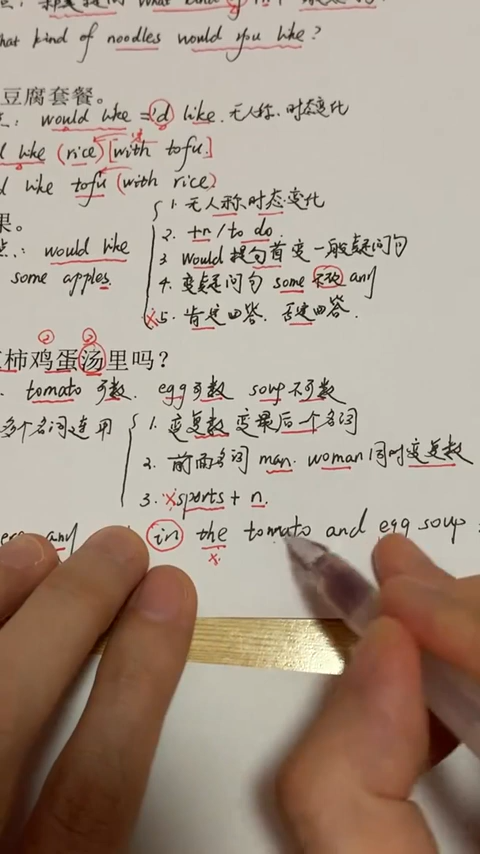 what kind of noodles would you like?
豆腐套餐。
would like = 'd like. 无人称. 时态变化
like (rice) [with tofu.]
like tofu (with rice)
果。
would like
some apples.
1. 无人称. 时态变化
2. +n / to do.
3. would 提句首变一般疑问句
4. 变疑问句 some 不改 any
x 5. 肯定回答. 否定回答.
② ②
柿鸡蛋汤里吗?
tomato 可数. egg 可数 soup 不可数
多个名词连用
1. 变复数变最后一个名词
2. 前面名词 man. woman 同时变复数
3. x sports + n.
any in the tomato and egg soup
x.